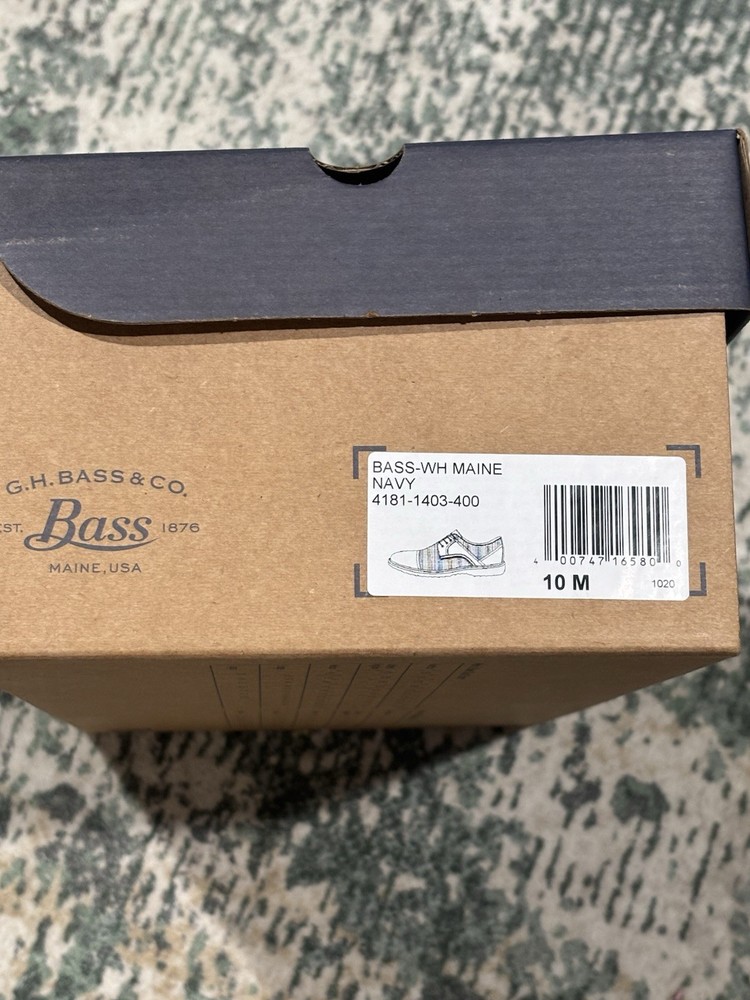 G.H. BASS & CO.
EST. Bass 1876
MAINE, USA
BASS-WH MAINE
NAVY
4181-1403-400
4 00747 16580 0
10 M
1020